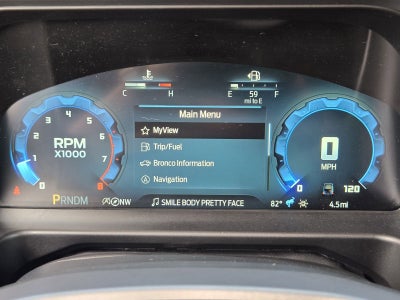 C H
E 59 F
mi to E
Main Menu
MyView
Trip/Fuel
Bronco Information
Navigation
7
6
5
4
3
2
1
0
8
RPM
X1000
0
MPH
0
120
PRNDM
NW
SMILE BODY PRETTY FACE
82°
4.5mi